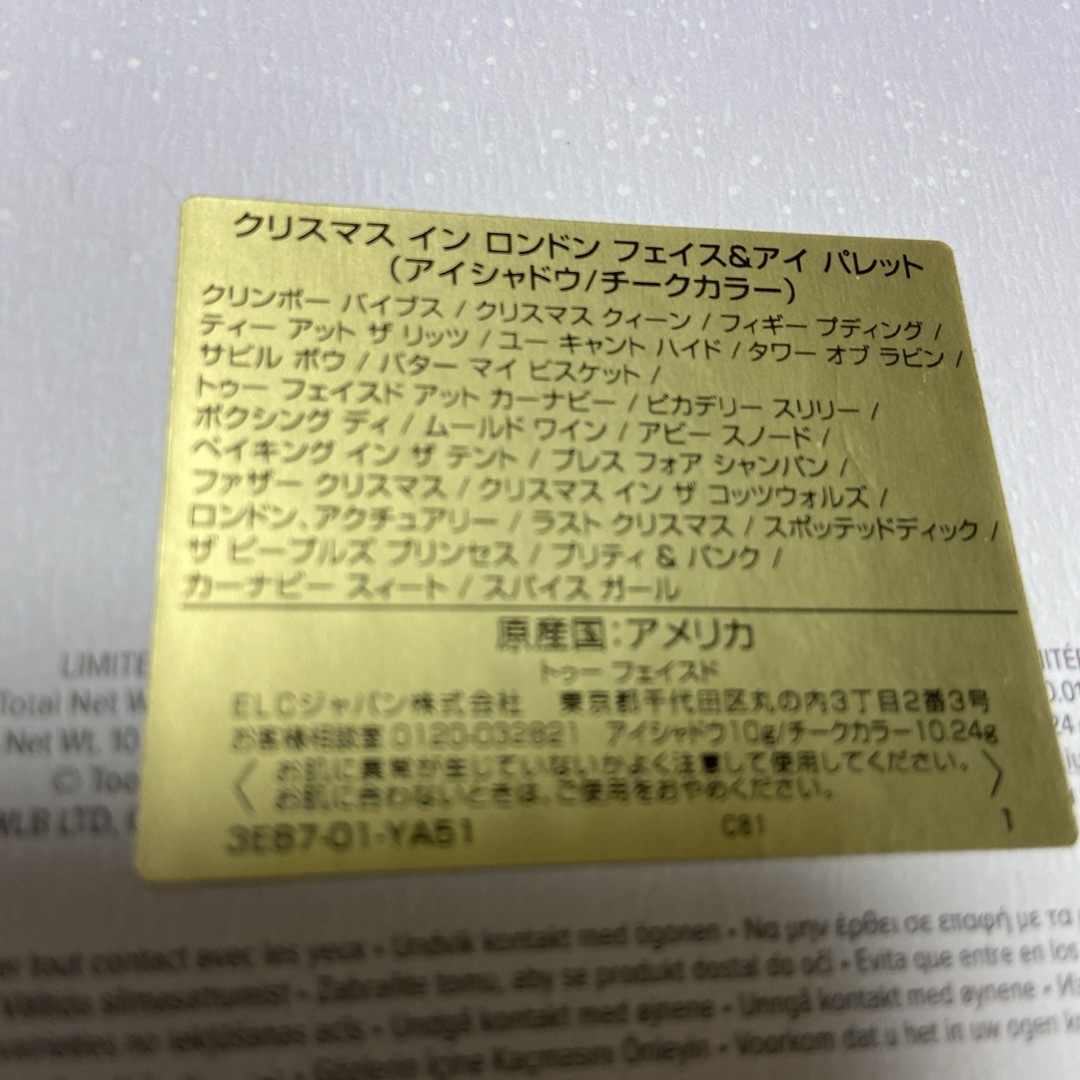 クリスマス イン ロンドン フェイス&アイ パレット
(アイシャドウ/チークカラー)
クリンボー バイブス / クリスマス クィーン / フィギー プディング /
ティー アット ザ リッツ / ユー キャント ハイド / タワー オブ ラビン /
サビル ボウ / バター マイ ビスケット /
トゥー フェイスド アット カーナビー / ピカデリー スリリー /
ボクシング ディ / ムールド ワイン / アビー スノード /
ベイキング イン ザ テント / プレス フォア シャンパン /
ファザー クリスマス / クリスマス イン ザ コッツウォルズ /
ロンドン、アクチュアリー / ラスト クリスマス / スポッテッドディック /
ザ ピープルズ プリンセス / プリティ & パンク /
カーナビー スィート / スパイス ガール
原産国:アメリカ
トゥー フェイスド
ELCジャパン株式会社 東京都千代田区丸の内3丁目2番3号
お客様相談室 0120-032821 アイシャドウ10g/チークカラー10.24g
お肌に異常が生じていないかよく注意して使用してください。
お肌に合わないときは、ご使用をおやめください。
3EB7-01-YA51 C81 1
LIMITE
Total Net W
Net Wt. 10
© Too
WLB LTD,
er tout contact avec les yeux • Undvik kontakt med ögonen • Να μην έρθει σε επαφή με τα
silmäkosketust • Zabraňte tomu, aby se produkt dostal do očí • Evita que entre en los
acīs • Undgå kontakt med øjnene • Unngå kontakt med øynene •
Gözlerin İçine Kaçmasını Önleyin • Voorkom dat u het in uw ogen